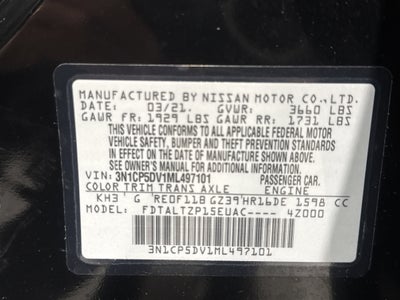 MANUFACTURED BY NISSAN MOTOR CO.,LTD.
DATE: 03/21. GVWR: 3660 LBS
GAWR FR: 1929 LBS GAWR RR: 1731 LBS
THIS VEHICLE CONFORMS TO ALL APPLICABLE FEDERAL MOTOR
VEHICLE SAFETY, BUMPER AND THEFT PREVENTION STANDARDS
IN EFFECT ON THE DATE OF MANUFACTURE SHOWN ABOVE.
SEE OWNER'S MANUAL FOR ADDITIONAL INFORMATION
VIN: 3N1CP5DV1ML497101 PASSENGER CAR.
COLOR TRIM TRANS AXLE ENGINE
KH3 G RE0F11B GZ39 HR16DE 1598 CC
MODEL: FDTALTZP15EUAC---- 4Z000
3N1CP5DV1ML497101